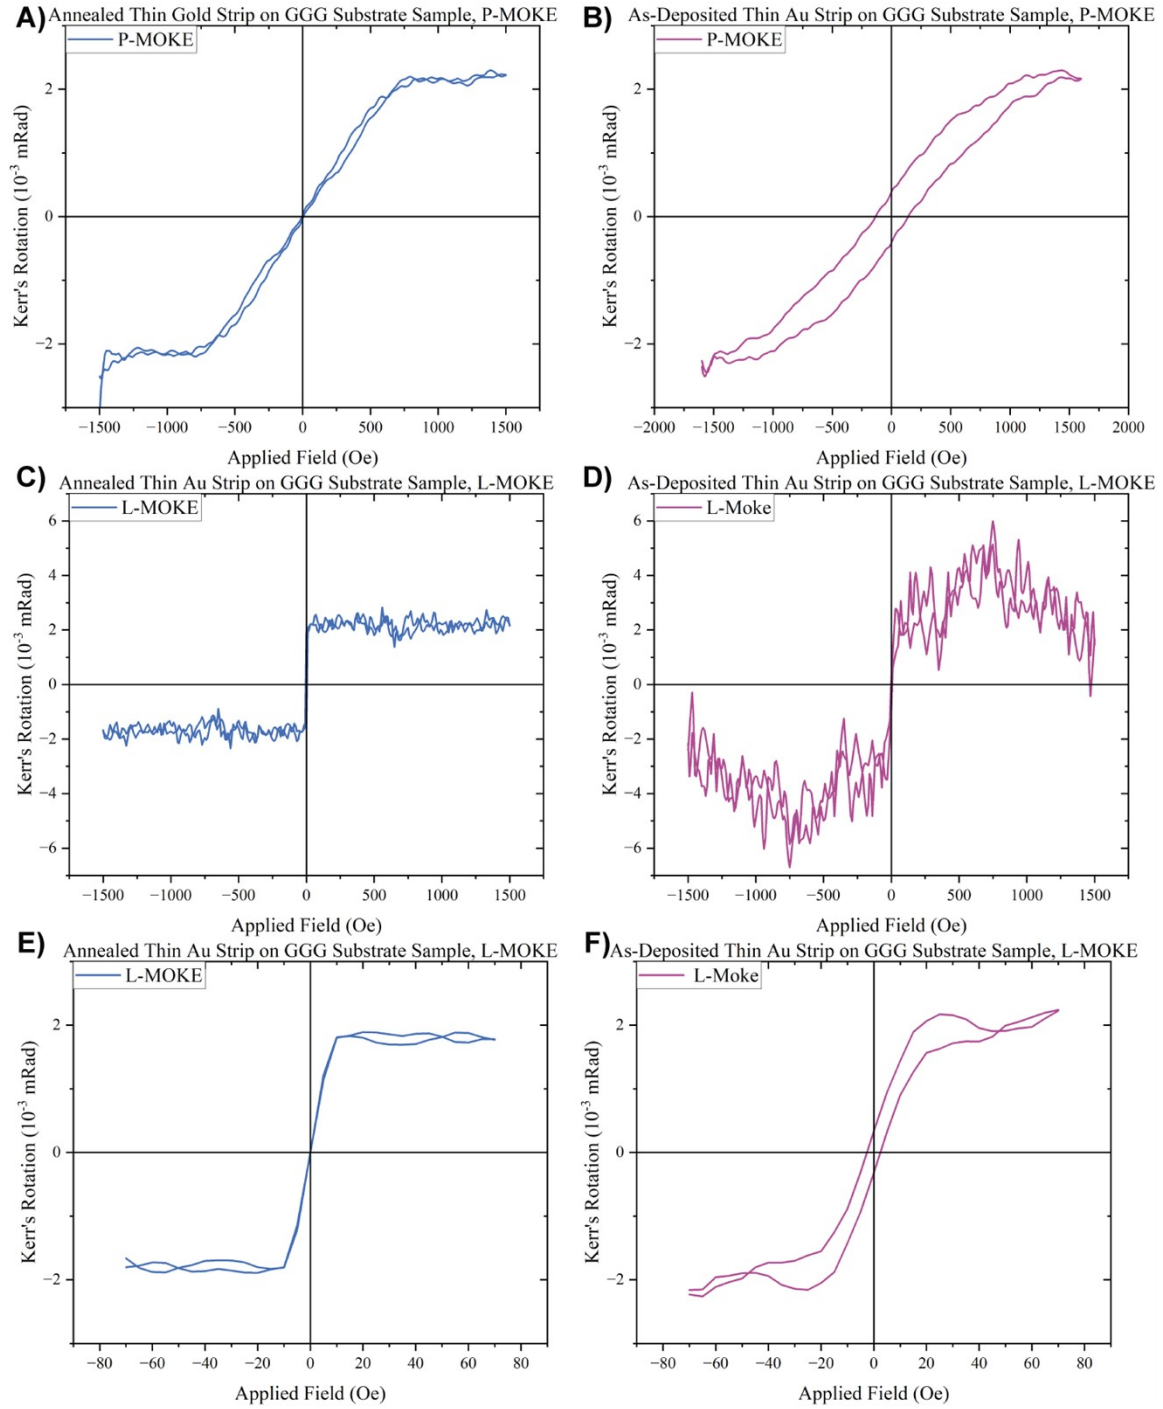 A) Annealed Thin Gold Strip on GGG Substrate Sample, P-MOKE
P-MOKE
2
0
−2
Kerr's Rotation (10⁻³ mRad)
−1500 −1000 −500 0 500 1000 1500
Applied Field (Oe)
B) As-Deposited Thin Au Strip on GGG Substrate Sample, P-MOKE
P-MOKE
2
0
−2
Kerr's Rotation (10⁻³ mRad)
−2000 −1500 −1000 −500 0 500 1000 1500 2000
Applied Field (Oe)
C) Annealed Thin Au Strip on GGG Substrate Sample, L-MOKE
L-MOKE
6
4
2
0
−2
−4
−6
Kerr's Rotation (10⁻³ mRad)
−1500 −1000 −500 0 500 1000 1500
Applied Field (Oe)
D) As-Deposited Thin Au Strip on GGG Substrate Sample, L-MOKE
L-Moke
6
4
2
0
−2
−4
−6
Kerr's Rotation (10⁻³ mRad)
−1500 −1000 −500 0 500 1000 1500
Applied Field (Oe)
E) Annealed Thin Au Strip on GGG Substrate Sample, L-MOKE
L-MOKE
2
0
−2
Kerr's Rotation (10⁻³ mRad)
−80 −60 −40 −20 0 20 40 60 80
Applied Field (Oe)
F) As-Deposited Thin Au Strip on GGG Substrate Sample, L-MOKE
L-Moke
2
0
−2
Kerr's Rotation (10⁻³ mRad)
−80 −60 −40 −20 0 20 40 60 80
Applied Field (Oe)